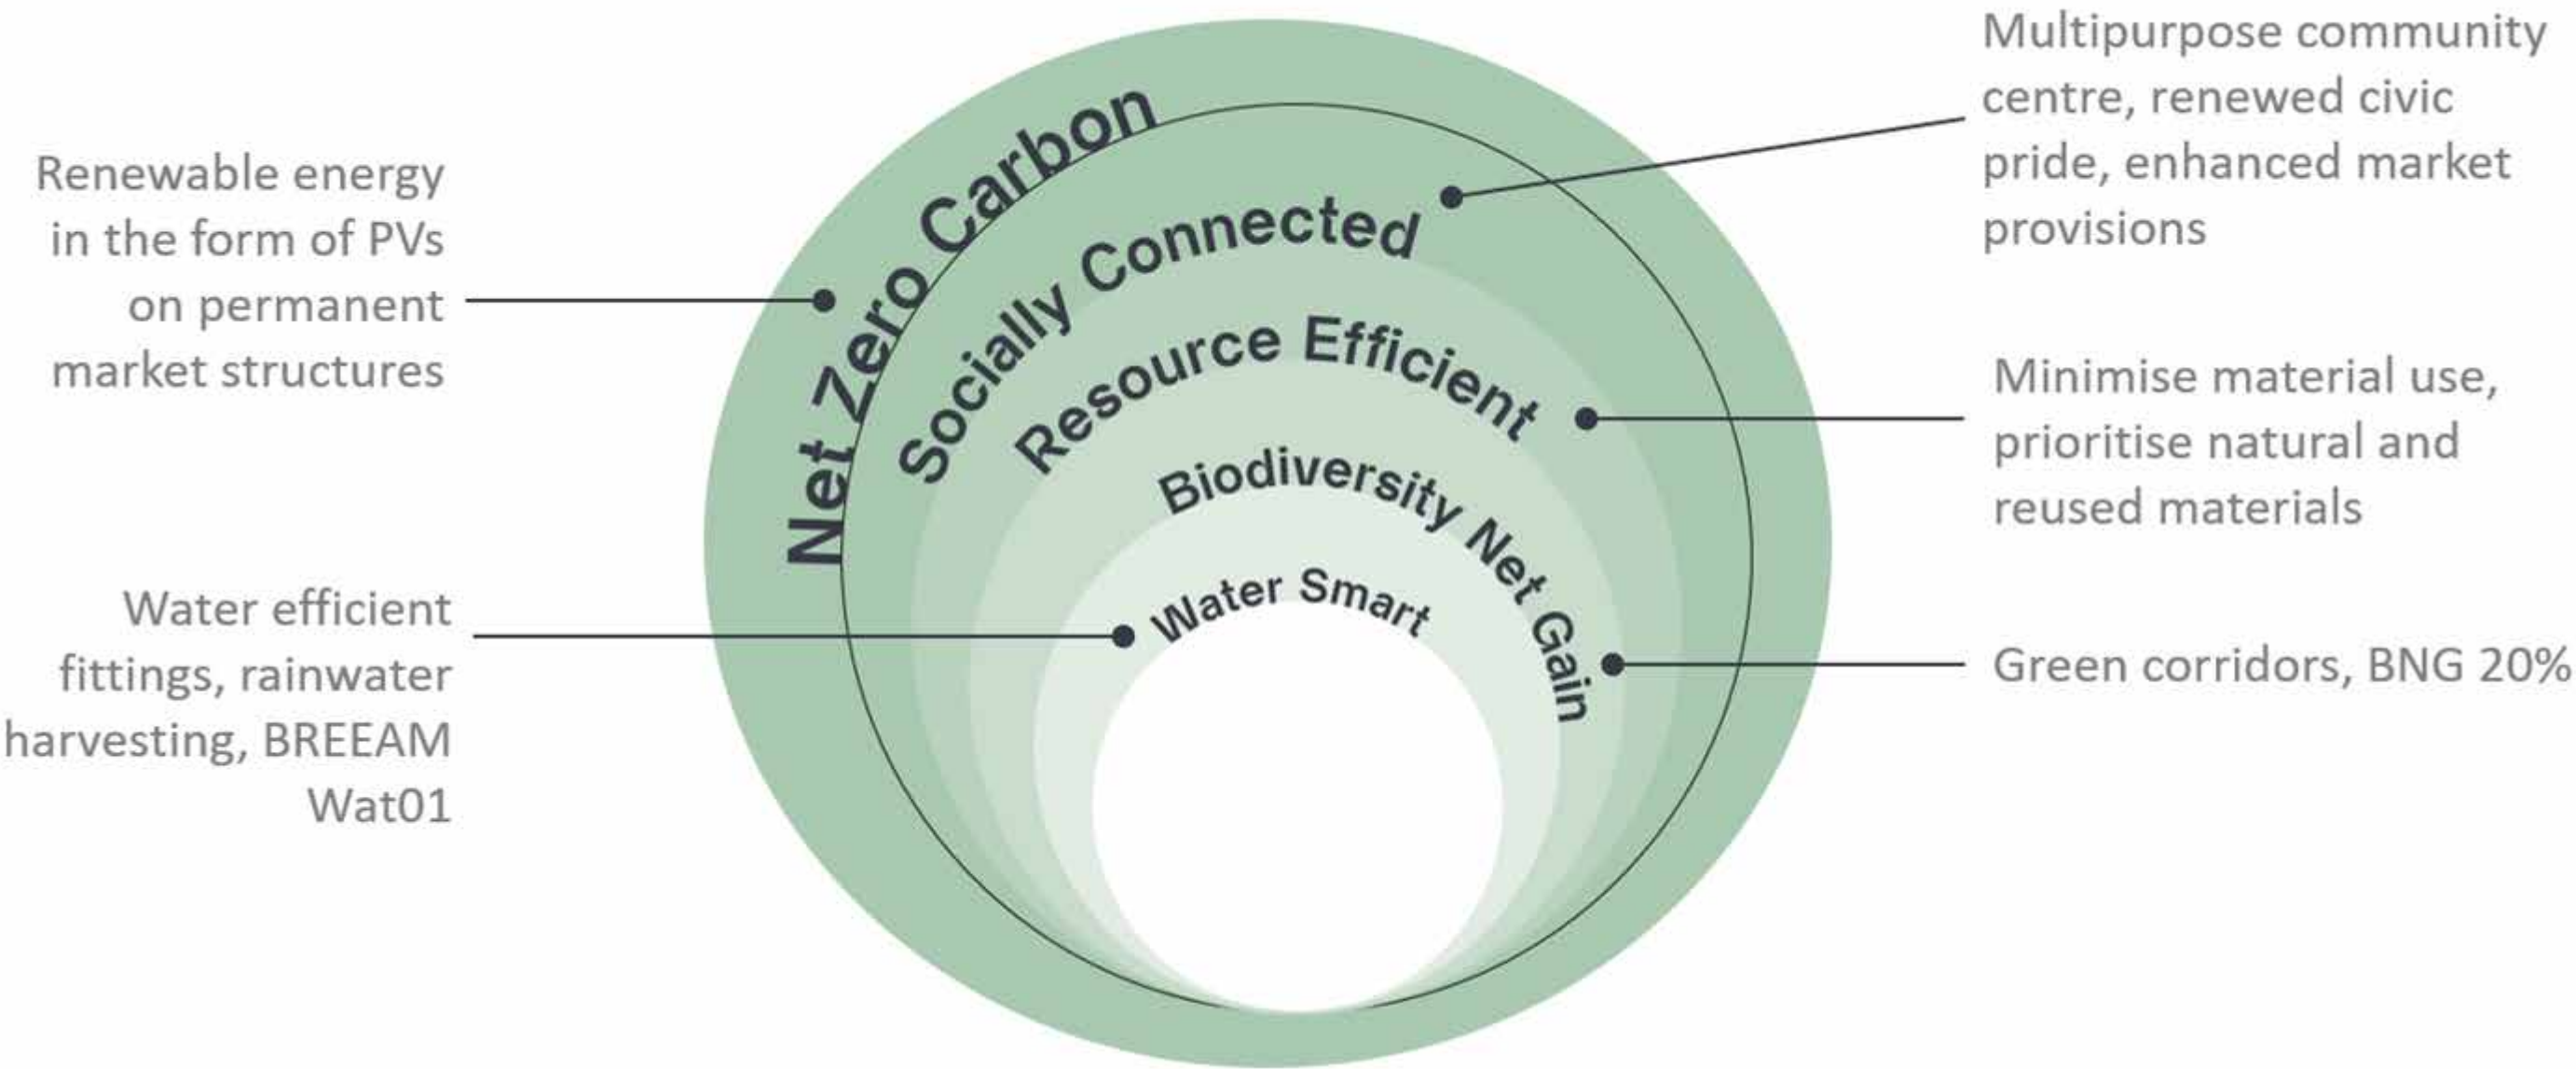 Multipurpose community
centre, renewed civic
pride, enhanced market
provisions
Renewable energy
in the form of PVs
on permanent
market structures
Net Zero Carbon
Socially Connected
Resource Efficient
Minimise material use,
prioritise natural and
reused materials
Biodiversity Net Gain
Water Smart
Water efficient
fittings, rainwater
harvesting, BREEAM
Wat01
Green corridors, BNG 20%